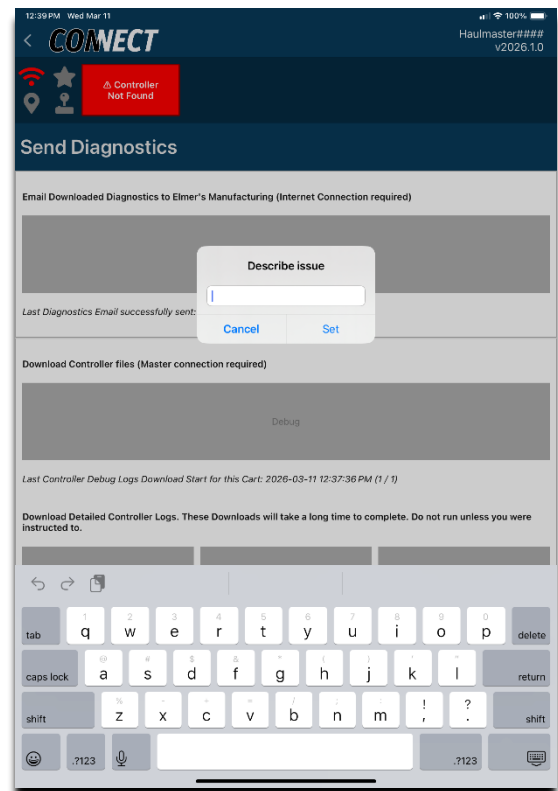 12:39 PM Wed Mar 11
100%
CONNECT
Haulmaster####
v2026.1.0
⚠ Controller
Not Found
Send Diagnostics
Email Downloaded Diagnostics to Elmer's Manufacturing (Internet Connection required)
Describe issue
Last Diagnostics Email successfully sent:
Cancel Set
Download Controller files (Master connection required)
Debug
Last Controller Debug Logs Download Start for this Cart: 2026-03-11 12:37:36 PM (1 / 1)
Download Detailed Controller Logs. These Downloads will take a long time to complete. Do not run unless you were
instructed to.
1 2 3 4 5 6 7 8 9 0
tab q w e r t y u i o p delete
@ # $ & * ( ) ' "
caps lock a s d f g h j k l return
% - + = / ; : ! ?
shift z x c v b n m , . shift
.?123 .?123